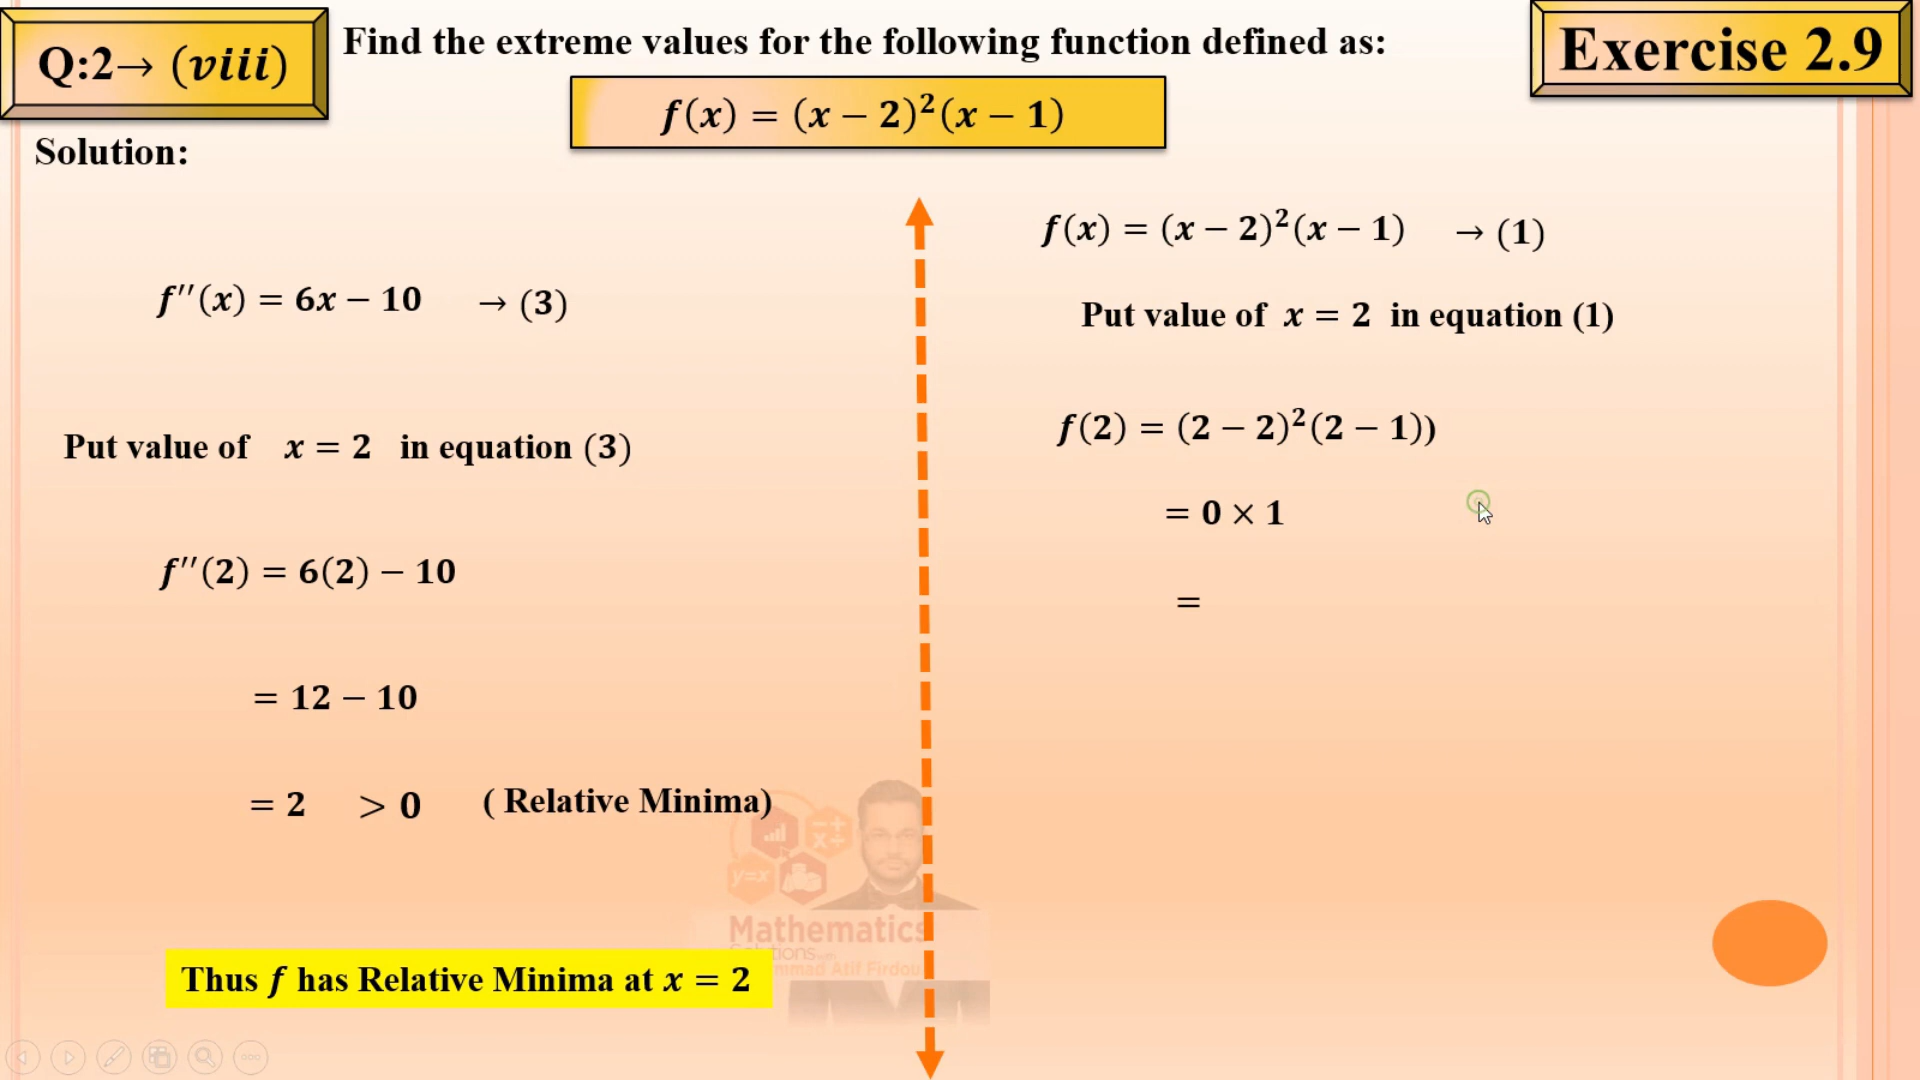 Q:2→ (viii)
Find the extreme values for the following function defined as:
Exercise 2.9
f(x) = (x − 2)²(x − 1)
Solution:
f′′(x) = 6x − 10 → (3)
Put value of x = 2 in equation (3)
f′′(2) = 6(2) − 10
= 12 − 10
= 2 > 0 ( Relative Minima)
Thus f has Relative Minima at x = 2
f(x) = (x − 2)²(x − 1) → (1)
Put value of x = 2 in equation (1)
f(2) = (2 − 2)²(2 − 1))
= 0 × 1
=
y=x
Mathematics
with
Atif